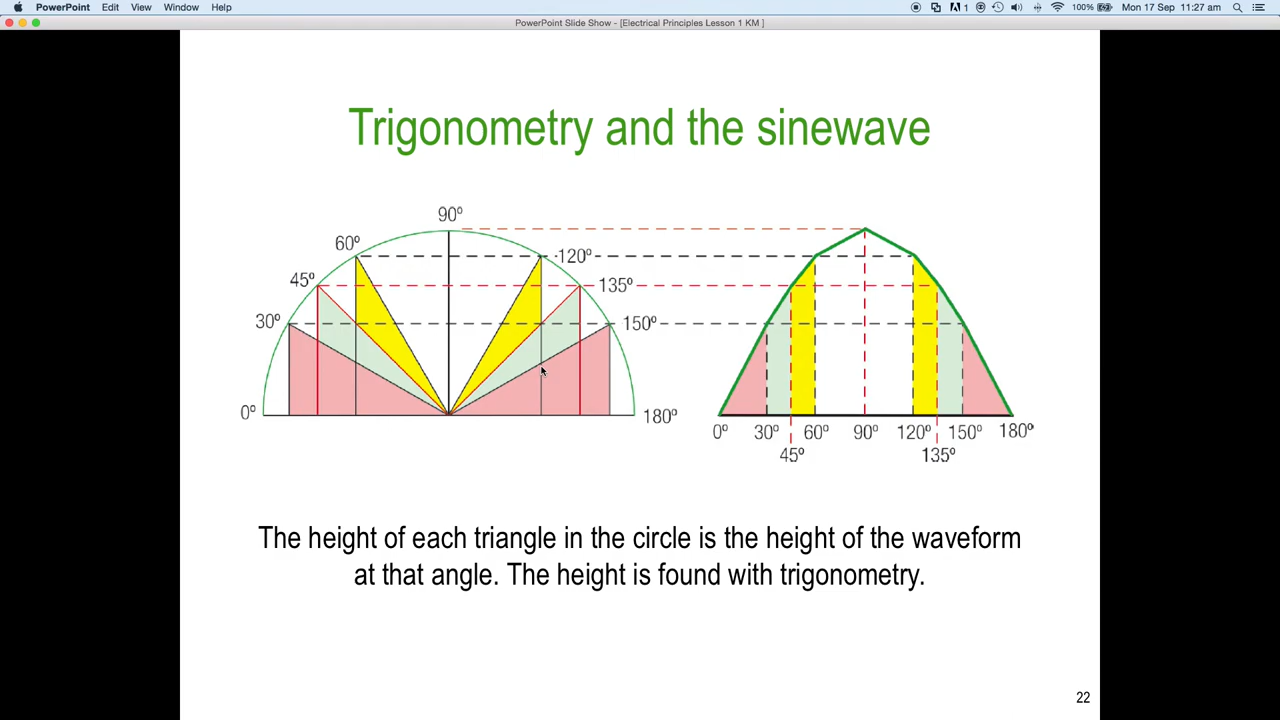 PowerPoint Edit View Window Help
1 100% Mon 17 Sep 11:27 am
PowerPoint Slide Show - [Electrical Principles Lesson 1 KM ]
Trigonometry and the sinewave
90º
60º
120º
45º
135º
30º
150º
0º
180º
0º 30º 60º 90º 120º 150º 180º
45º 135º
The height of each triangle in the circle is the height of the waveform
at that angle. The height is found with trigonometry.
22